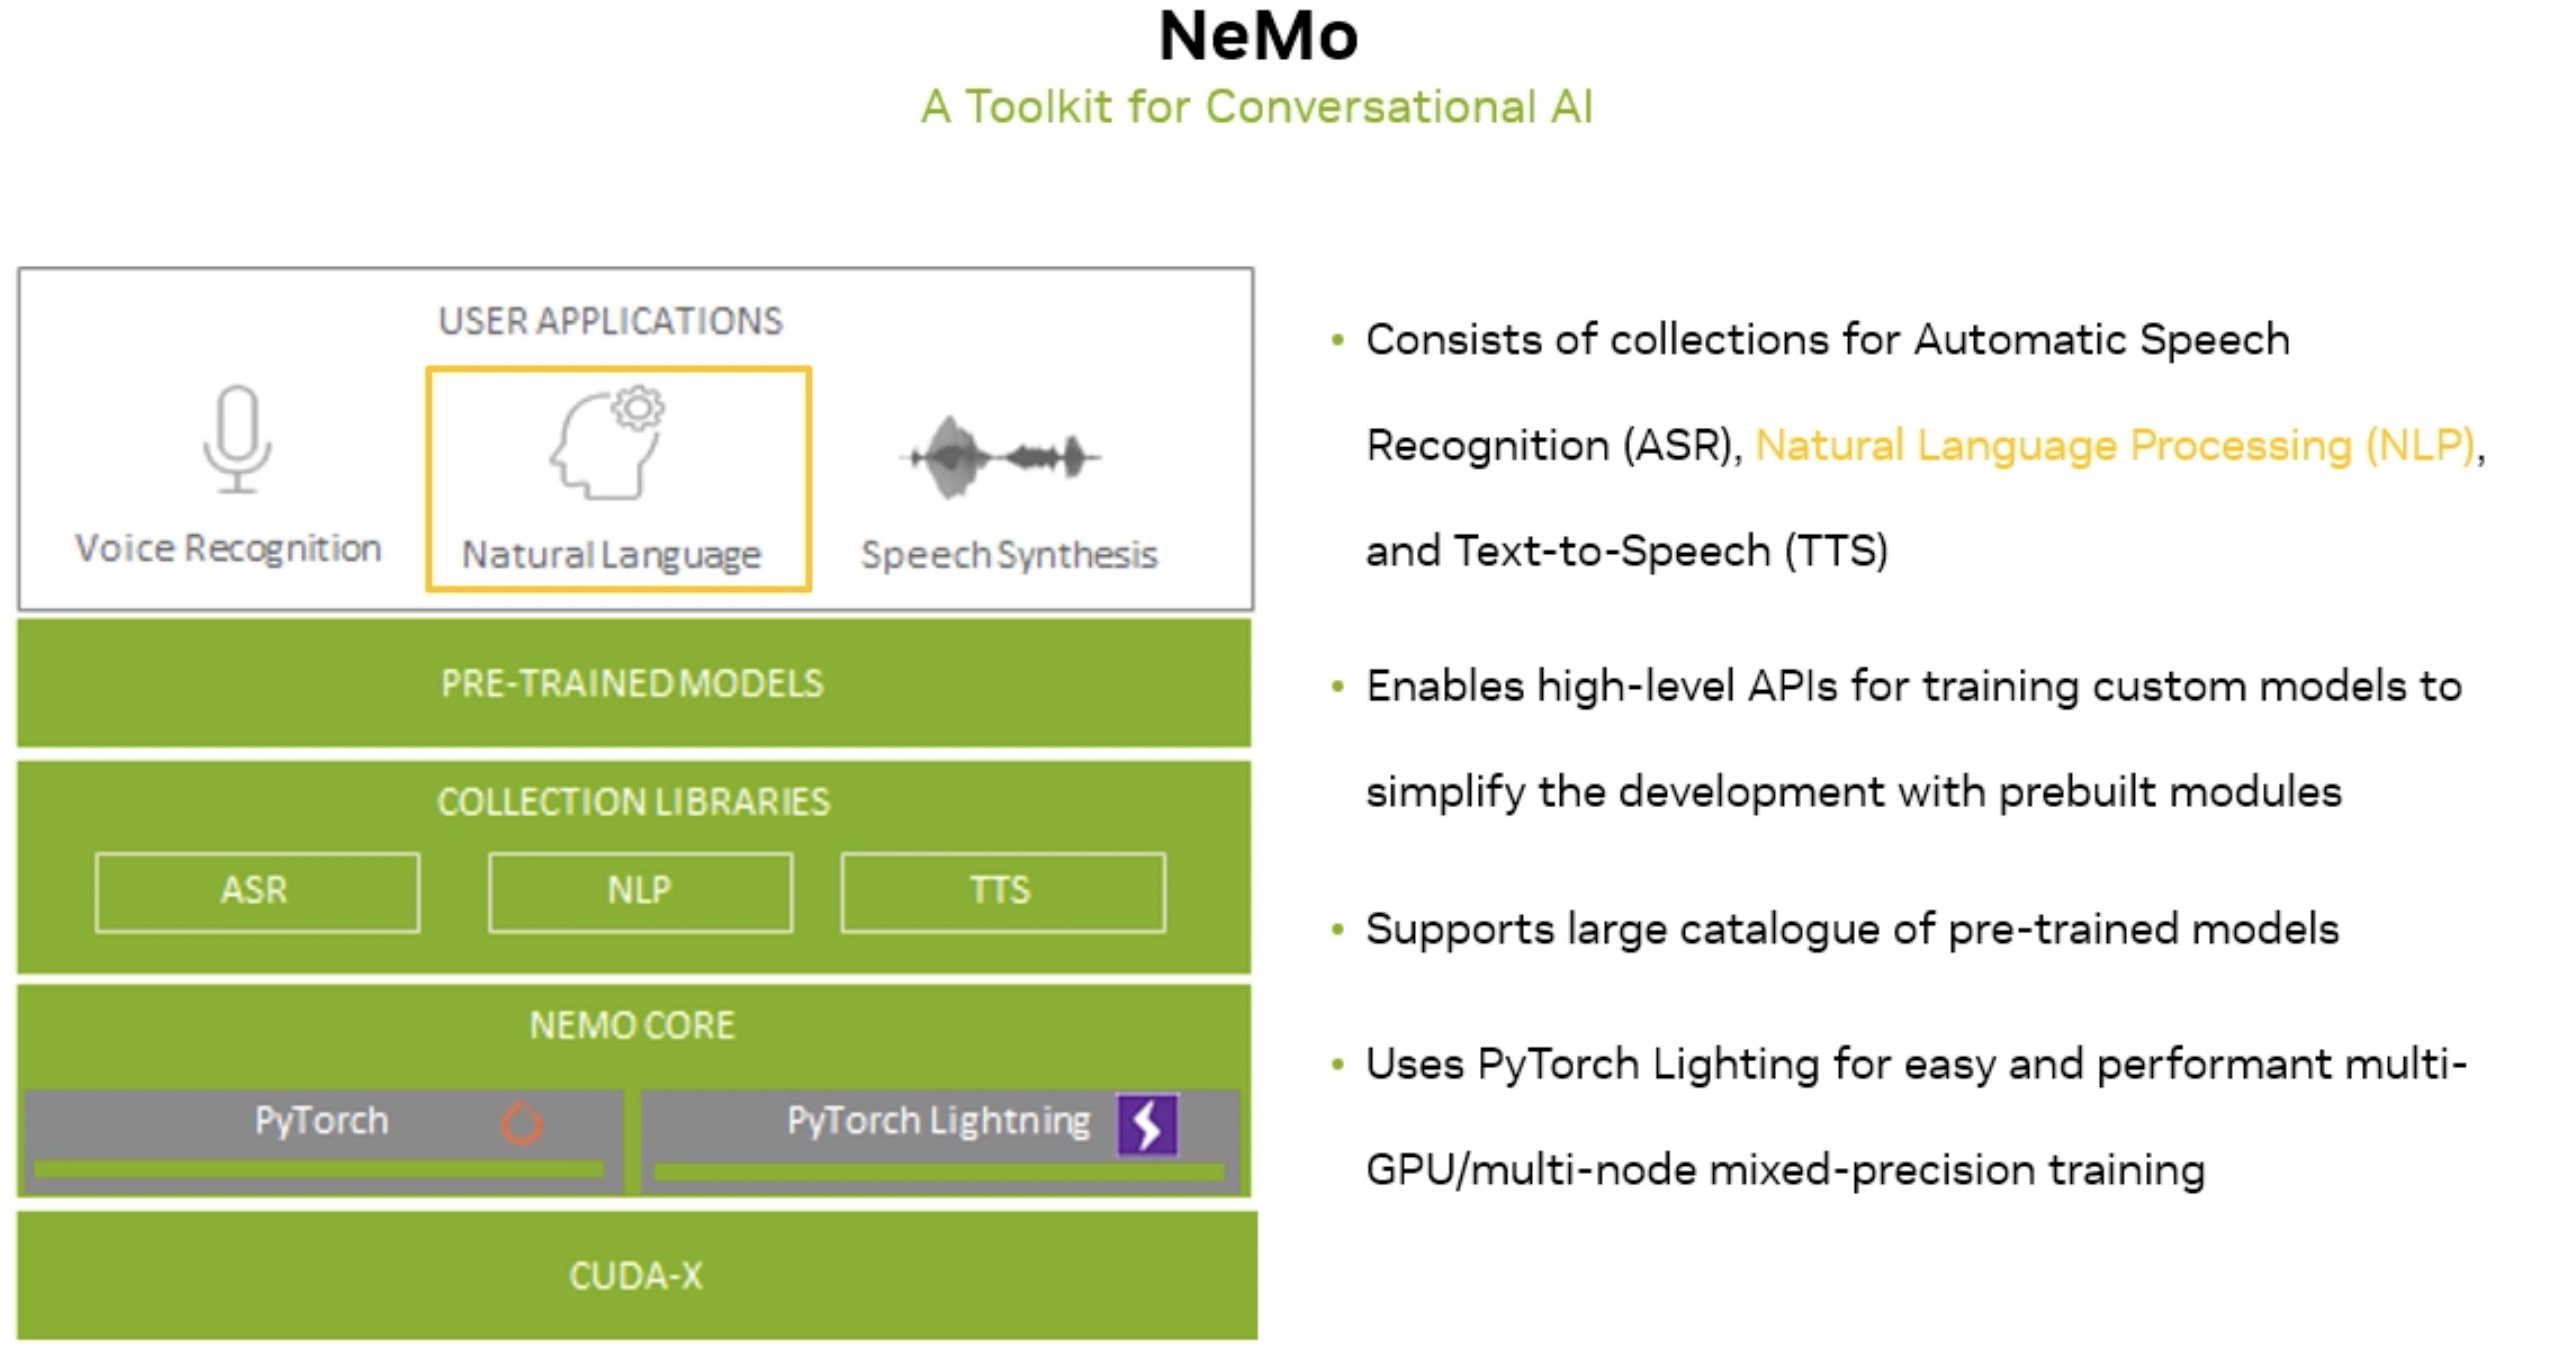 NeMo
A Toolkit for Conversational AI
USER APPLICATIONS
Voice Recognition
Natural Language
Speech Synthesis
PRE-TRAINED MODELS
COLLECTION LIBRARIES
ASR
NLP
TTS
NEMO CORE
PyTorch
PyTorch Lightning
CUDA-X
• Consists of collections for Automatic Speech
Recognition (ASR), Natural Language Processing (NLP),
and Text-to-Speech (TTS)
• Enables high-level APIs for training custom models to
simplify the development with prebuilt modules
• Supports large catalogue of pre-trained models
• Uses PyTorch Lighting for easy and performant multi-
GPU/multi-node mixed-precision training